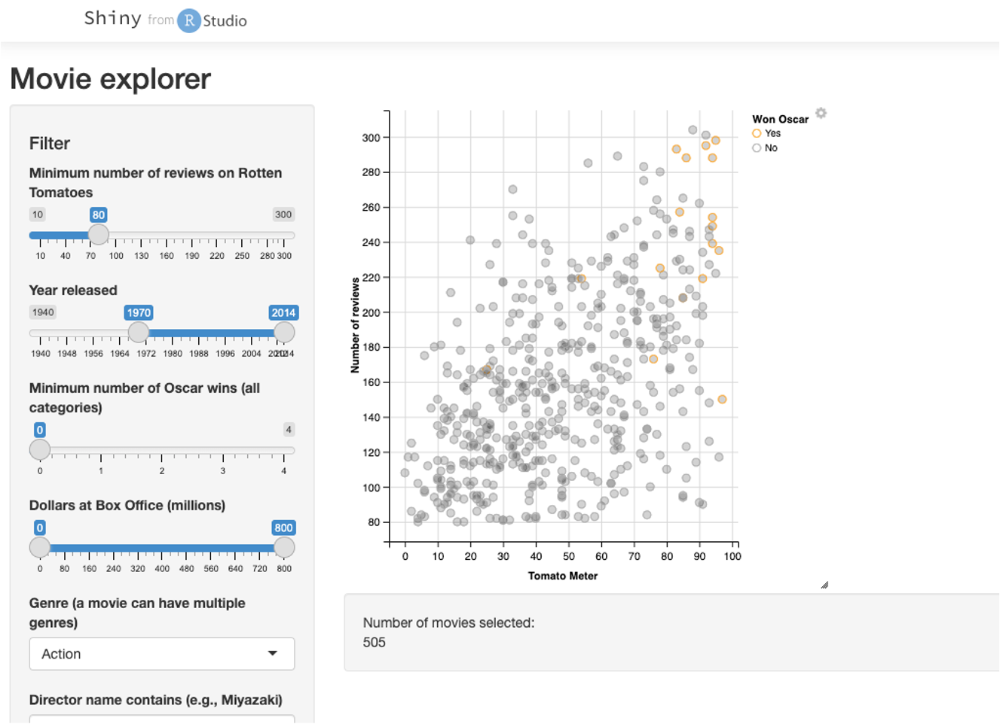 Shiny from R Studio
Movie explorer
Filter
Minimum number of reviews on Rotten
Tomatoes
10 80 300
10 40 70 100 130 160 190 220 250 280 300
Year released
1940 1970 2014
1940 1948 1956 1964 1972 1980 1988 1996 2004 2012 2014
Minimum number of Oscar wins (all
categories)
0 4
0 1 2 3 4
Dollars at Box Office (millions)
0 800
0 80 160 240 320 400 480 560 640 720 800
Genre (a movie can have multiple
genres)
Action
Director name contains (e.g., Miyazaki)
Number of reviews
300
280
260
240
220
200
180
160
140
120
100
80
0 10 20 30 40 50 60 70 80 90 100
Tomato Meter
Won Oscar
Yes
No
Number of movies selected:
505